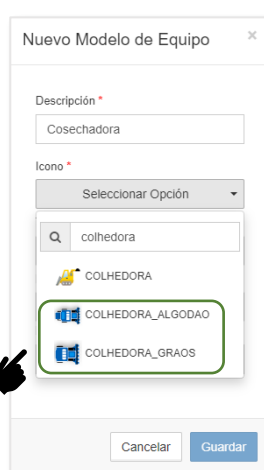 Nuevo Modelo de Equipo ×
Descripción *
Cosechadora
Icono *
Seleccionar Opción
colhedora
COLHEDORA
COLHEDORA_ALGODAO
COLHEDORA_GRAOS
Cancelar Guardar